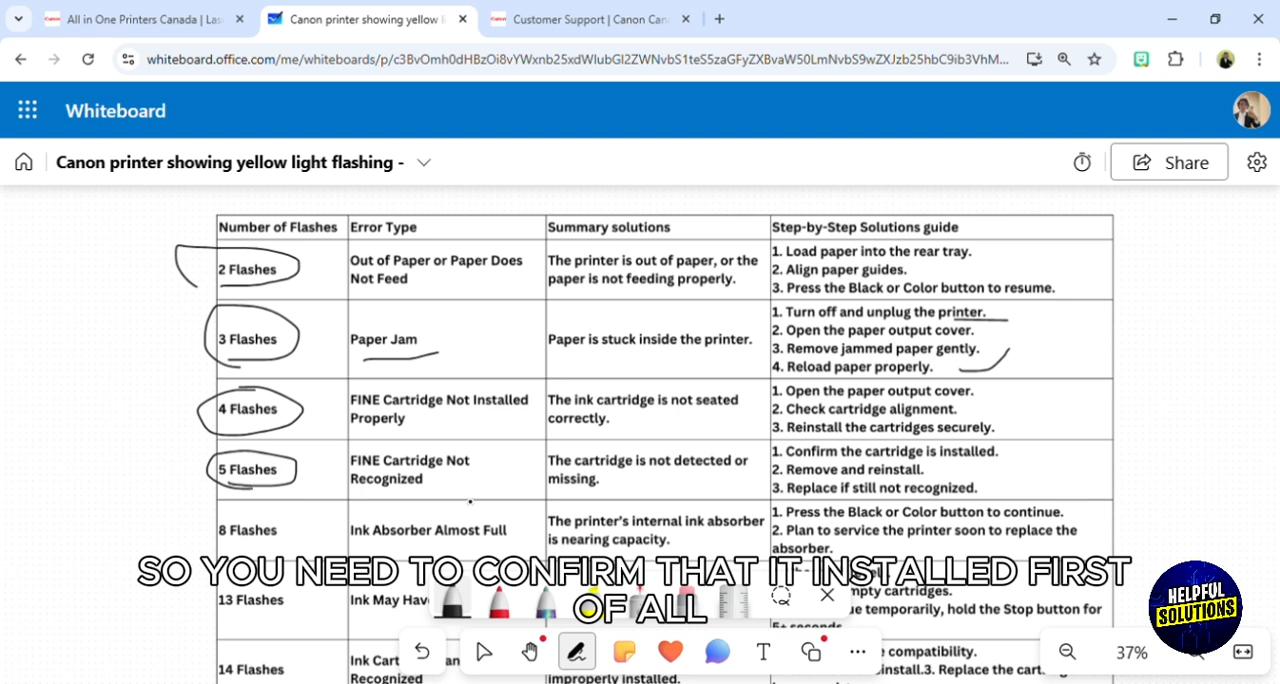 All in One Printers Canada | Las
Canon printer showing yellow l
Customer Support | Canon Can
whiteboard.office.com/me/whiteboards/p/c3BvOmh0dHBzOi8vYWxnb25xdWlubGl2ZWNvbS1teS5zaGFyZXBvaW50LmNvbS9wZXJzb25hbC9ib3VhM...
Whiteboard
Canon printer showing yellow light flashing -
Share
Number of Flashes Error Type Summary solutions Step-by-Step Solutions guide
2 Flashes
Out of Paper or Paper Does
Not Feed
The printer is out of paper, or the
paper is not feeding properly.
1. Load paper into the rear tray.
2. Align paper guides.
3. Press the Black or Color button to resume.
3 Flashes
Paper Jam
Paper is stuck inside the printer.
1. Turn off and unplug the printer.
2. Open the paper output cover.
3. Remove jammed paper gently.
4. Reload paper properly.
4 Flashes
FINE Cartridge Not Installed
Properly
The ink cartridge is not seated
correctly.
1. Open the paper output cover.
2. Check cartridge alignment.
3. Reinstall the cartridges securely.
5 Flashes
FINE Cartridge Not
Recognized
The cartridge is not detected or
missing.
1. Confirm the cartridge is installed.
2. Remove and reinstall.
3. Replace if still not recognized.
8 Flashes
Ink Absorber Almost Full
The printer's internal ink absorber
is nearing capacity.
1. Press the Black or Color button to continue.
2. Plan to service the printer soon to replace the
absorber.
SO YOU NEED TO CONFIRM THAT IT INSTALLED FIRST
OF ALL
13 Flashes
Ink May Have
empty cartridges.
temporarily, hold the Stop button for
14 Flashes
Ink Cart
Recognized
improperly installed.
compatibility.
install.3. Replace the cart
HELPFUL
SOLUTIONS
T
37%